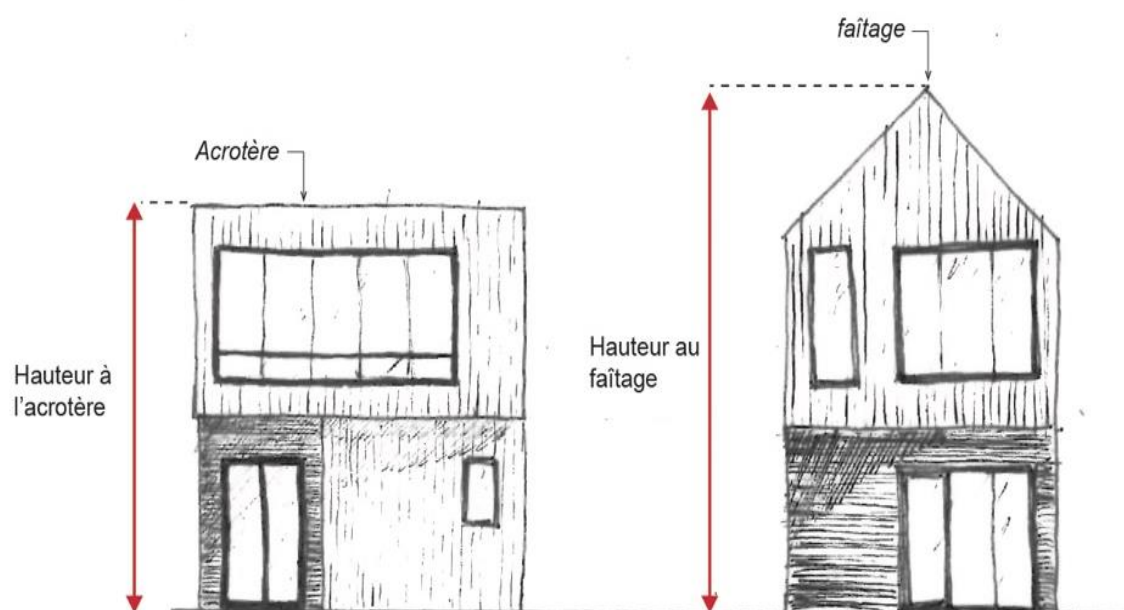 faîtage
Acrotère
Hauteur à
l'acrotère
Hauteur au
faîtage